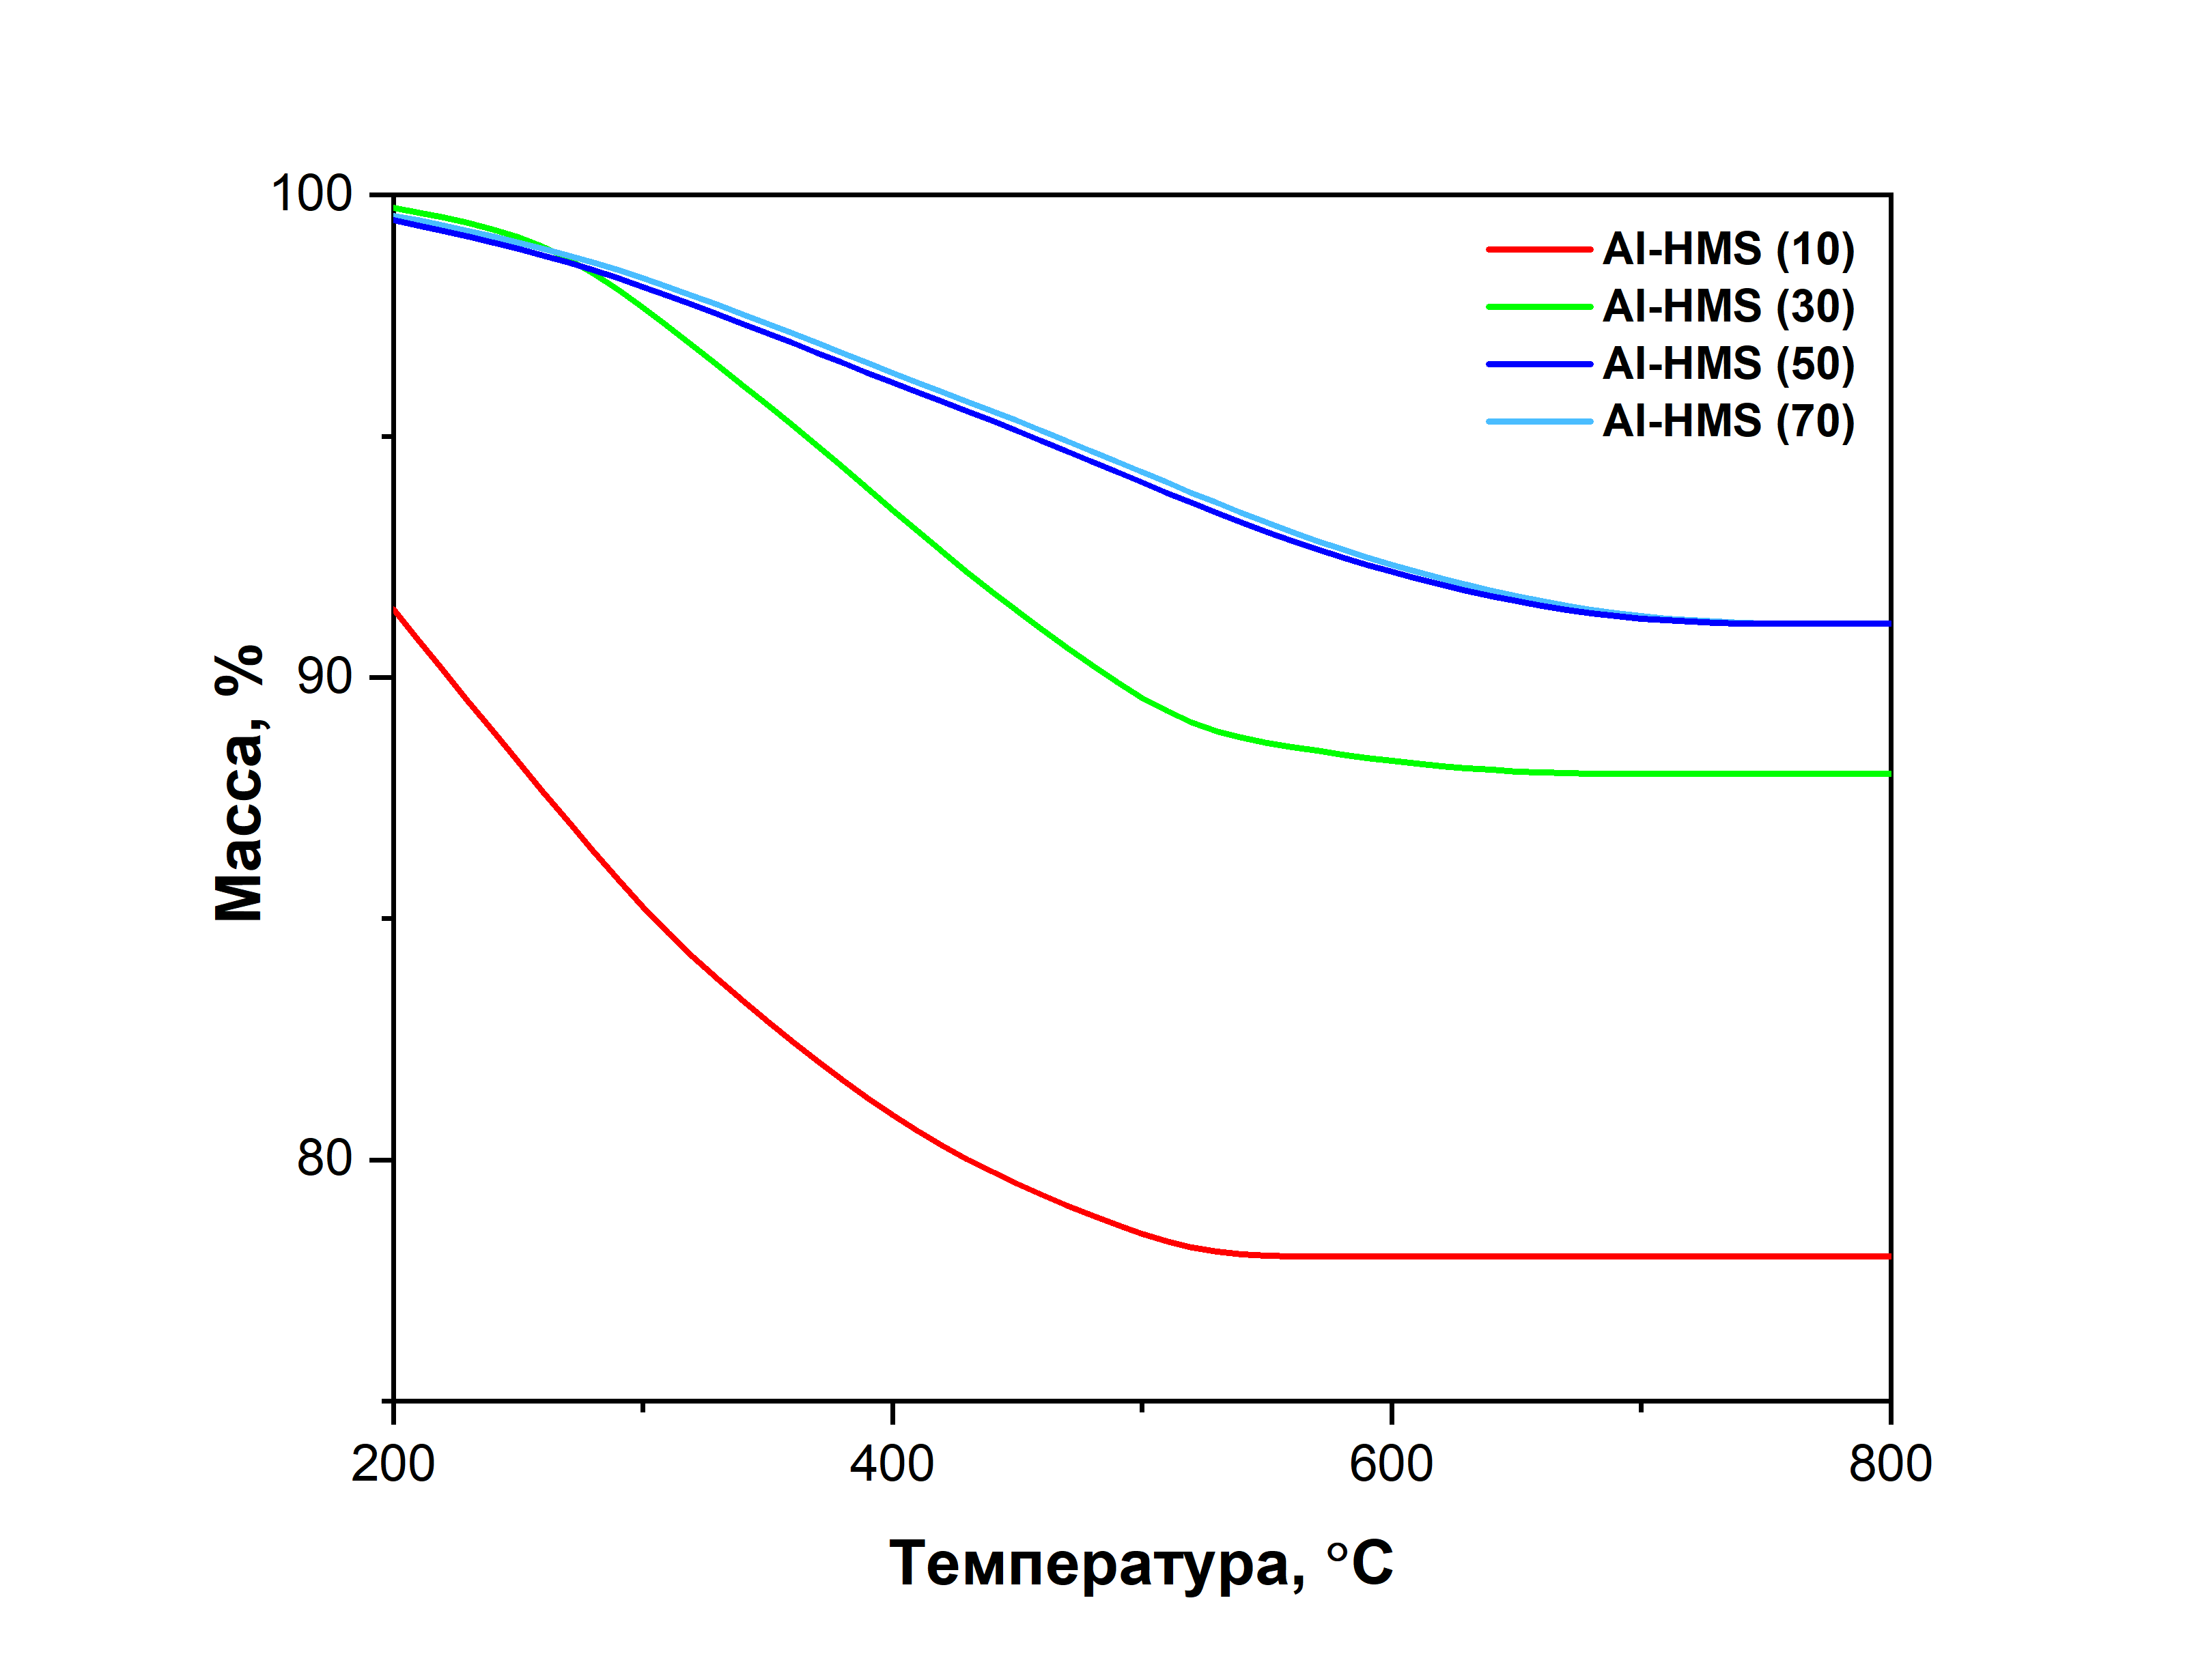 100
90
80
Масса, %
Al-HMS (10)
Al-HMS (30)
Al-HMS (50)
Al-HMS (70)
200 400 600 800
Температура, °C